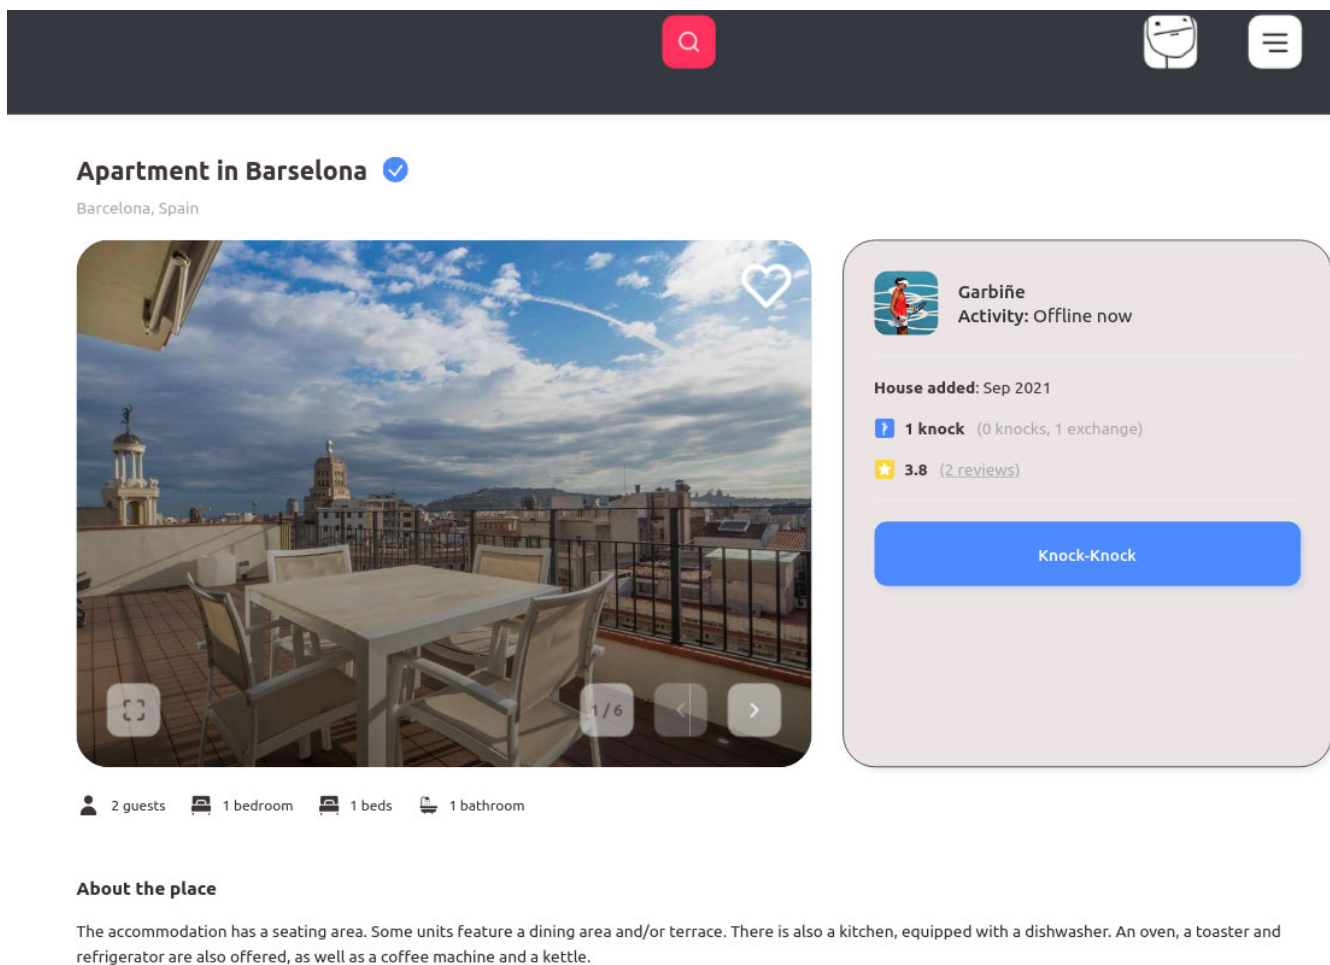 Apartment in Barselona
Barcelona, Spain
Garbiñe
Activity: Offline now
House added: Sep 2021
1 knock (0 knocks, 1 exchange)
3.8 (2 reviews)
Knock-Knock
1 / 6
2 guests 1 bedroom 1 beds 1 bathroom
About the place
The accommodation has a seating area. Some units feature a dining area and/or terrace. There is also a kitchen, equipped with a dishwasher. An oven, a toaster and
refrigerator are also offered, as well as a coffee machine and a kettle.